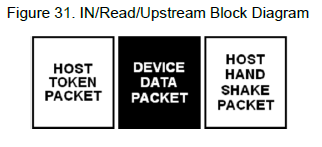 Figure 31. IN/Read/Upstream Block Diagram
HOST
TOKEN
PACKET
DEVICE
DATA
PACKET
HOST
HAND
SHAKE
PACKET